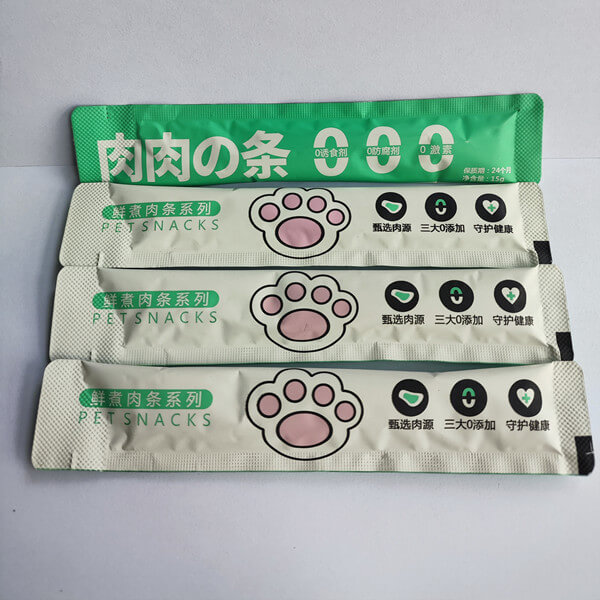 肉肉の条
0诱食剂 0防腐剂 0激素
保质期：24个月
净含量：15g
鲜煮肉条系列
PET SNACKS
甄选肉源 三大0添加 守护健康
鲜煮肉条系列
PET SNACKS
甄选肉源 三大0添加 守护健康
鲜煮肉条系列
PET SNACKS
甄选肉源 三大0添加 守护健康